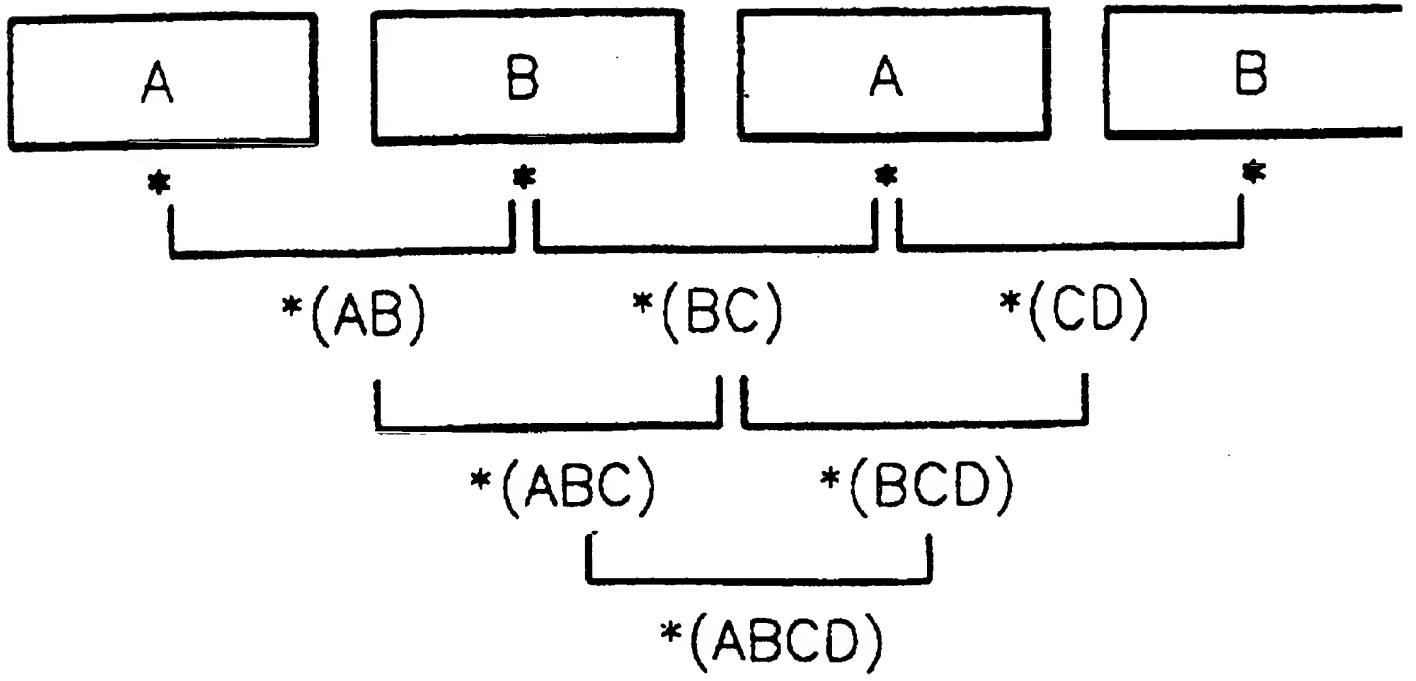 A B A B
* * * *
*(AB) *(BC) *(CD)
*(ABC) *(BCD)
*(ABCD)